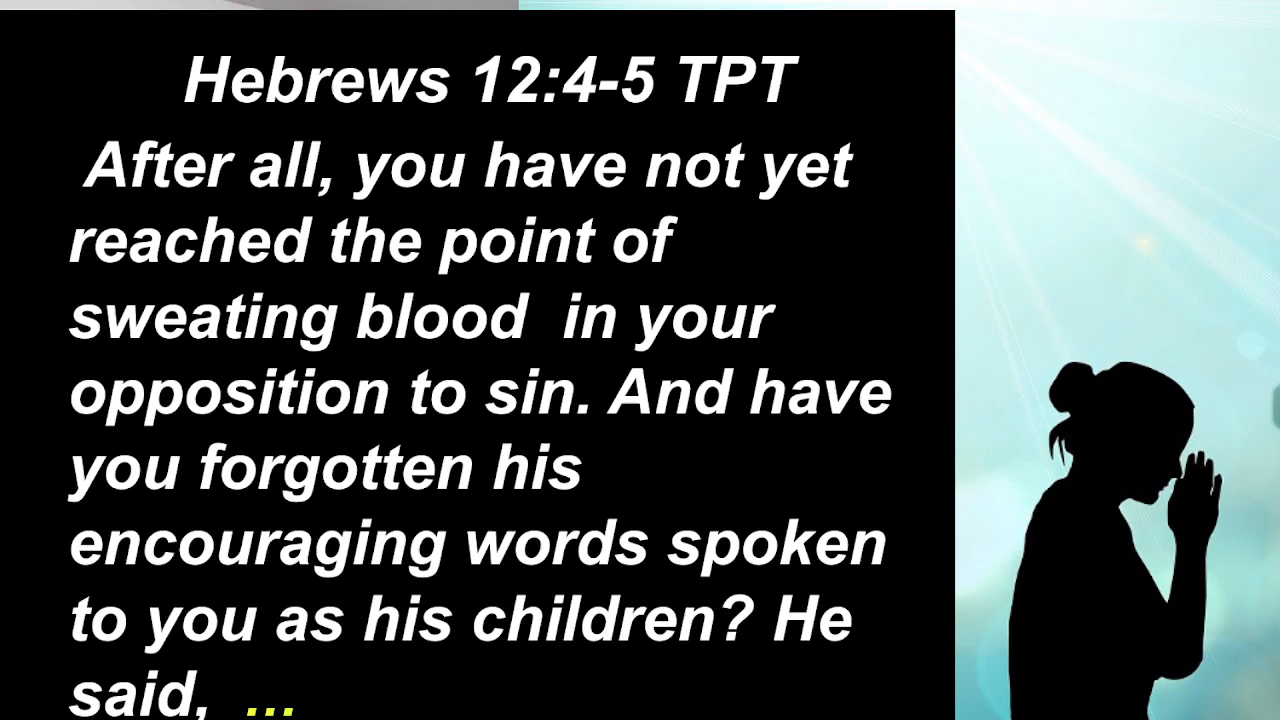 Hebrews 12:4-5 TPT
After all, you have not yet
reached the point of
sweating blood in your
opposition to sin. And have
you forgotten his
encouraging words spoken
to you as his children? He
said, ...